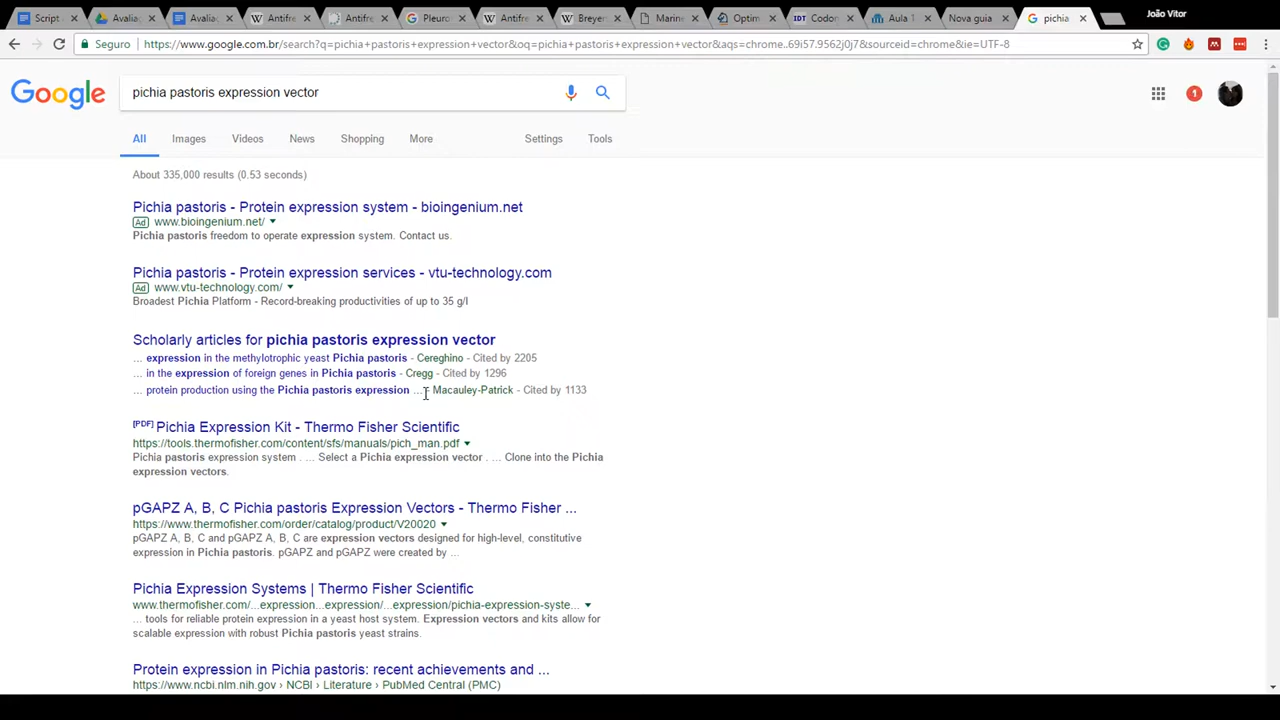 Script
Avalia
Avalia
Antifre
Antifre
Pleuro
Antifre
Breyer
Marine
Optim
IDT Codon
Aula 1
Nova guia
pichia
João Vitor
Seguro
https://www.google.com.br/search?q=pichia+pastoris+expression+vector&oq=pichia+pastoris+expression+vector&aqs=chrome..69i57.9562j0j7&sourceid=chrome&ie=UTF-8
Google
pichia pastoris expression vector
1
All Images Videos News Shopping More Settings Tools
About 335,000 results (0.53 seconds)
Pichia pastoris - Protein expression system - bioingenium.net
Ad www.bioingenium.net/
Pichia pastoris freedom to operate expression system. Contact us.
Pichia pastoris - Protein expression services - vtu-technology.com
Ad www.vtu-technology.com/
Broadest Pichia Platform - Record-breaking productivities of up to 35 g/l
Scholarly articles for pichia pastoris expression vector
... expression in the methylotrophic yeast Pichia pastoris - Cereghino - Cited by 2205
... in the expression of foreign genes in Pichia pastoris - Cregg - Cited by 1296
... protein production using the Pichia pastoris expression ... - Macauley-Patrick - Cited by 1133
[PDF] Pichia Expression Kit - Thermo Fisher Scientific
https://tools.thermofisher.com/content/sfs/manuals/pich_man.pdf
Pichia pastoris expression system . ... Select a Pichia expression vector . ... Clone into the Pichia
expression vectors.
pGAPZ A, B, C Pichia pastoris Expression Vectors - Thermo Fisher ...
https://www.thermofisher.com/order/catalog/product/V20020
pGAPZ A, B, C and pGAPZ A, B, C are expression vectors designed for high-level, constitutive
expression in Pichia pastoris. pGAPZ and pGAPZ were created by ...
Pichia Expression Systems | Thermo Fisher Scientific
www.thermofisher.com/...expression...expression/...expression/pichia-expression-syste...
... tools for reliable protein expression in a yeast host system. Expression vectors and kits allow for
scalable expression with robust Pichia pastoris yeast strains.
Protein expression in Pichia pastoris: recent achievements and ...
https://www.ncbi.nlm.nih.gov › NCBI › Literature › PubMed Central (PMC)